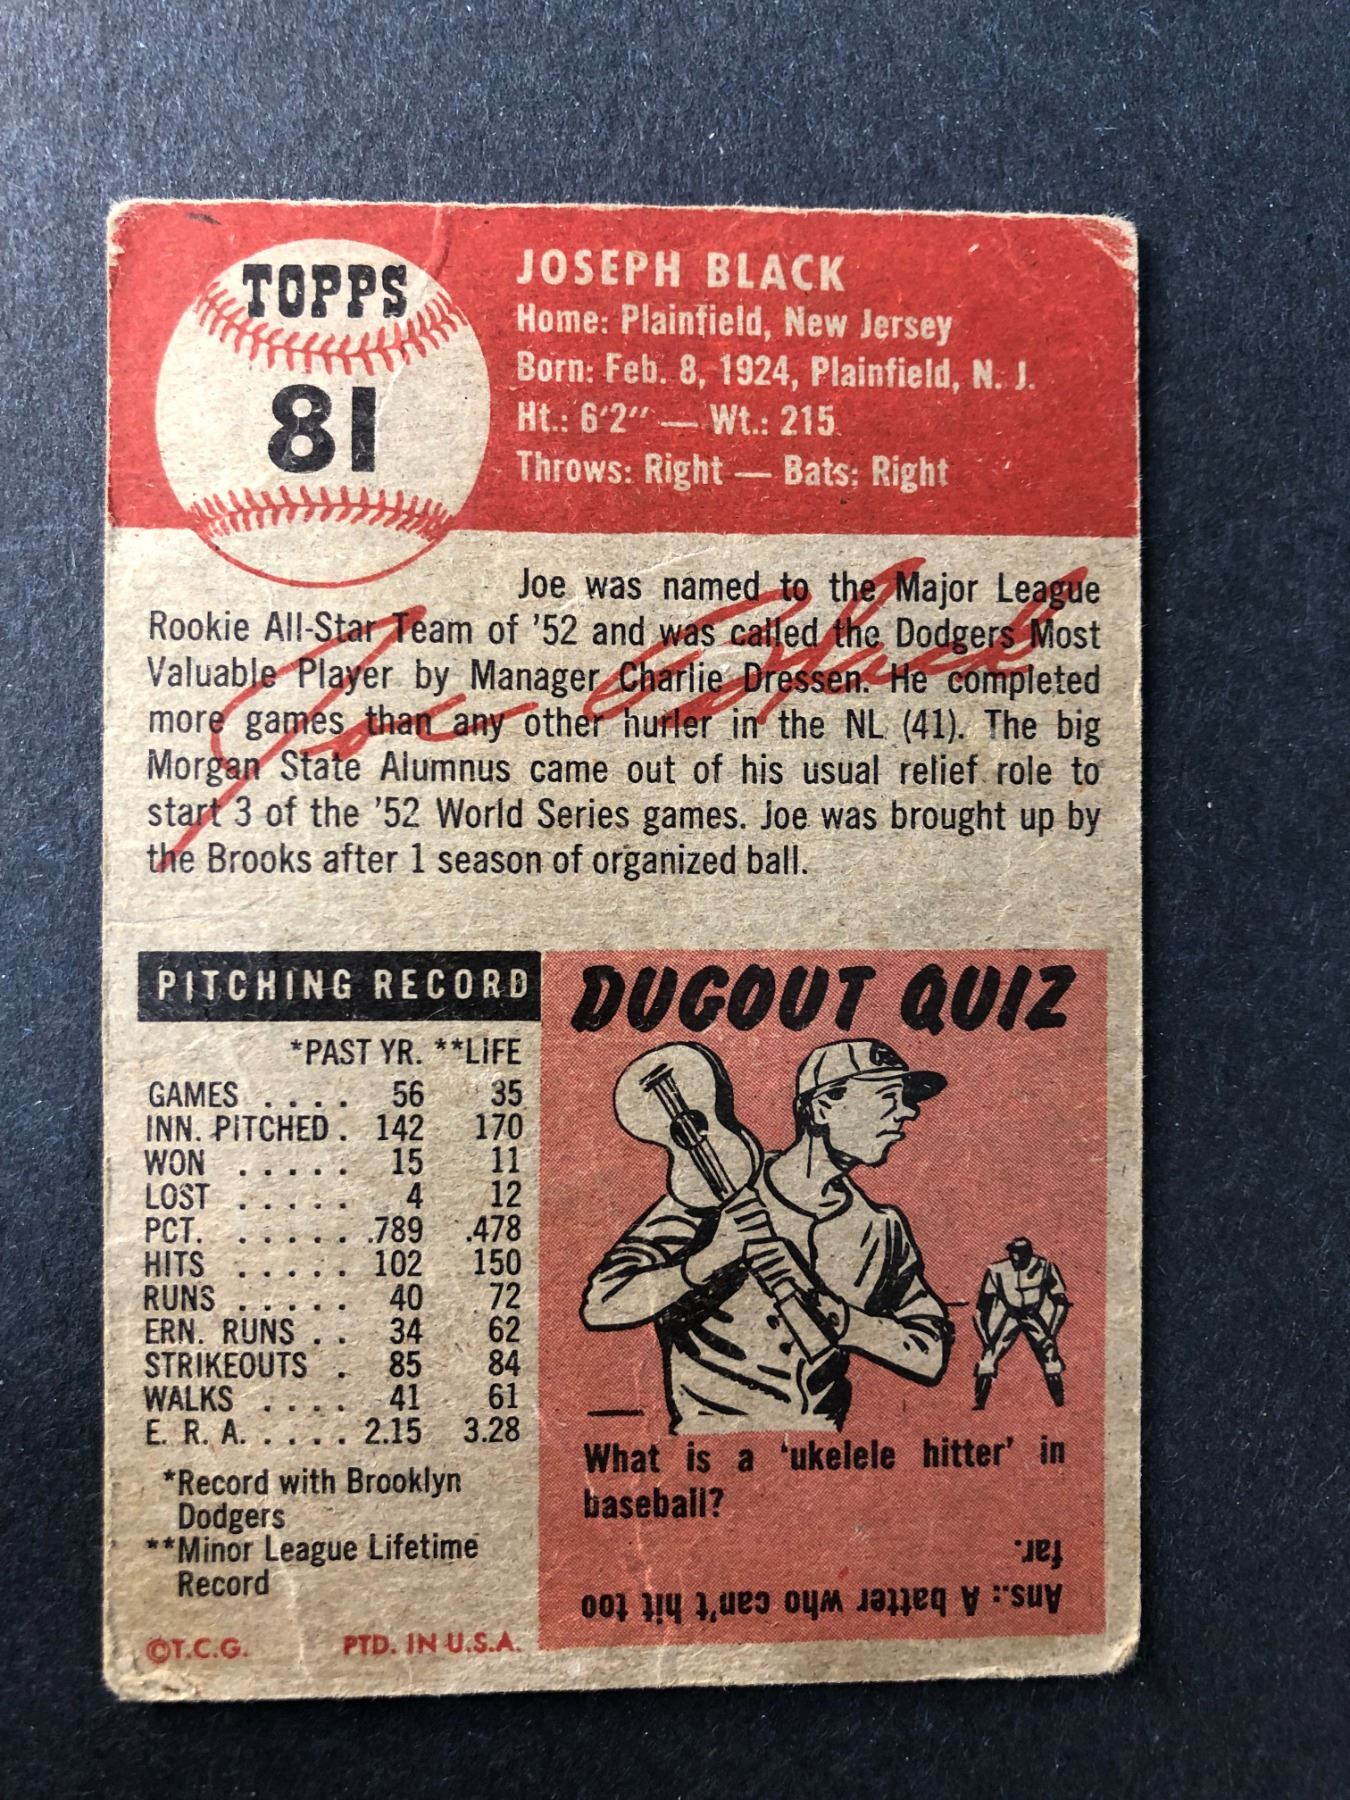 TOPPS
81
JOSEPH BLACK
Home: Plainfield, New Jersey
Born: Feb. 8, 1924, Plainfield, N. J.
Ht.: 6'2" — Wt.: 215
Throws: Right — Bats: Right
Joe was named to the Major League
Rookie All-Star Team of '52 and was called the Dodgers Most
Valuable Player by Manager Charlie Dressen. He completed
more games than any other hurler in the NL (41). The big
Morgan State Alumnus came out of his usual relief role to
start 3 of the '52 World Series games. Joe was brought up by
the Brooks after 1 season of organized ball.
Joe Black
PITCHING RECORD
*PAST YR. **LIFE
GAMES .... 56 35
INN. PITCHED . 142 170
WON ..... 15 11
LOST ..... 4 12
PCT. ..... .789 .478
HITS ..... 102 150
RUNS ..... 40 72
ERN. RUNS .. 34 62
STRIKEOUTS . 85 84
WALKS .... 41 61
E. R. A. ..... 2.15 3.28
*Record with Brooklyn
Dodgers
**Minor League Lifetime
Record
©T.C.G. PTD. IN U.S.A.
DUGOUT QUIZ
What is a 'ukelele hitter' in
baseball?
Ans.: A batter who can't hit too
far.